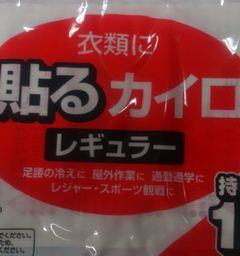 衣類に
貼るカイロ
レギュラー
足腰の冷えに 屋外作業に 通勤通学に
レジャー・スポーツ観戦に
持
1